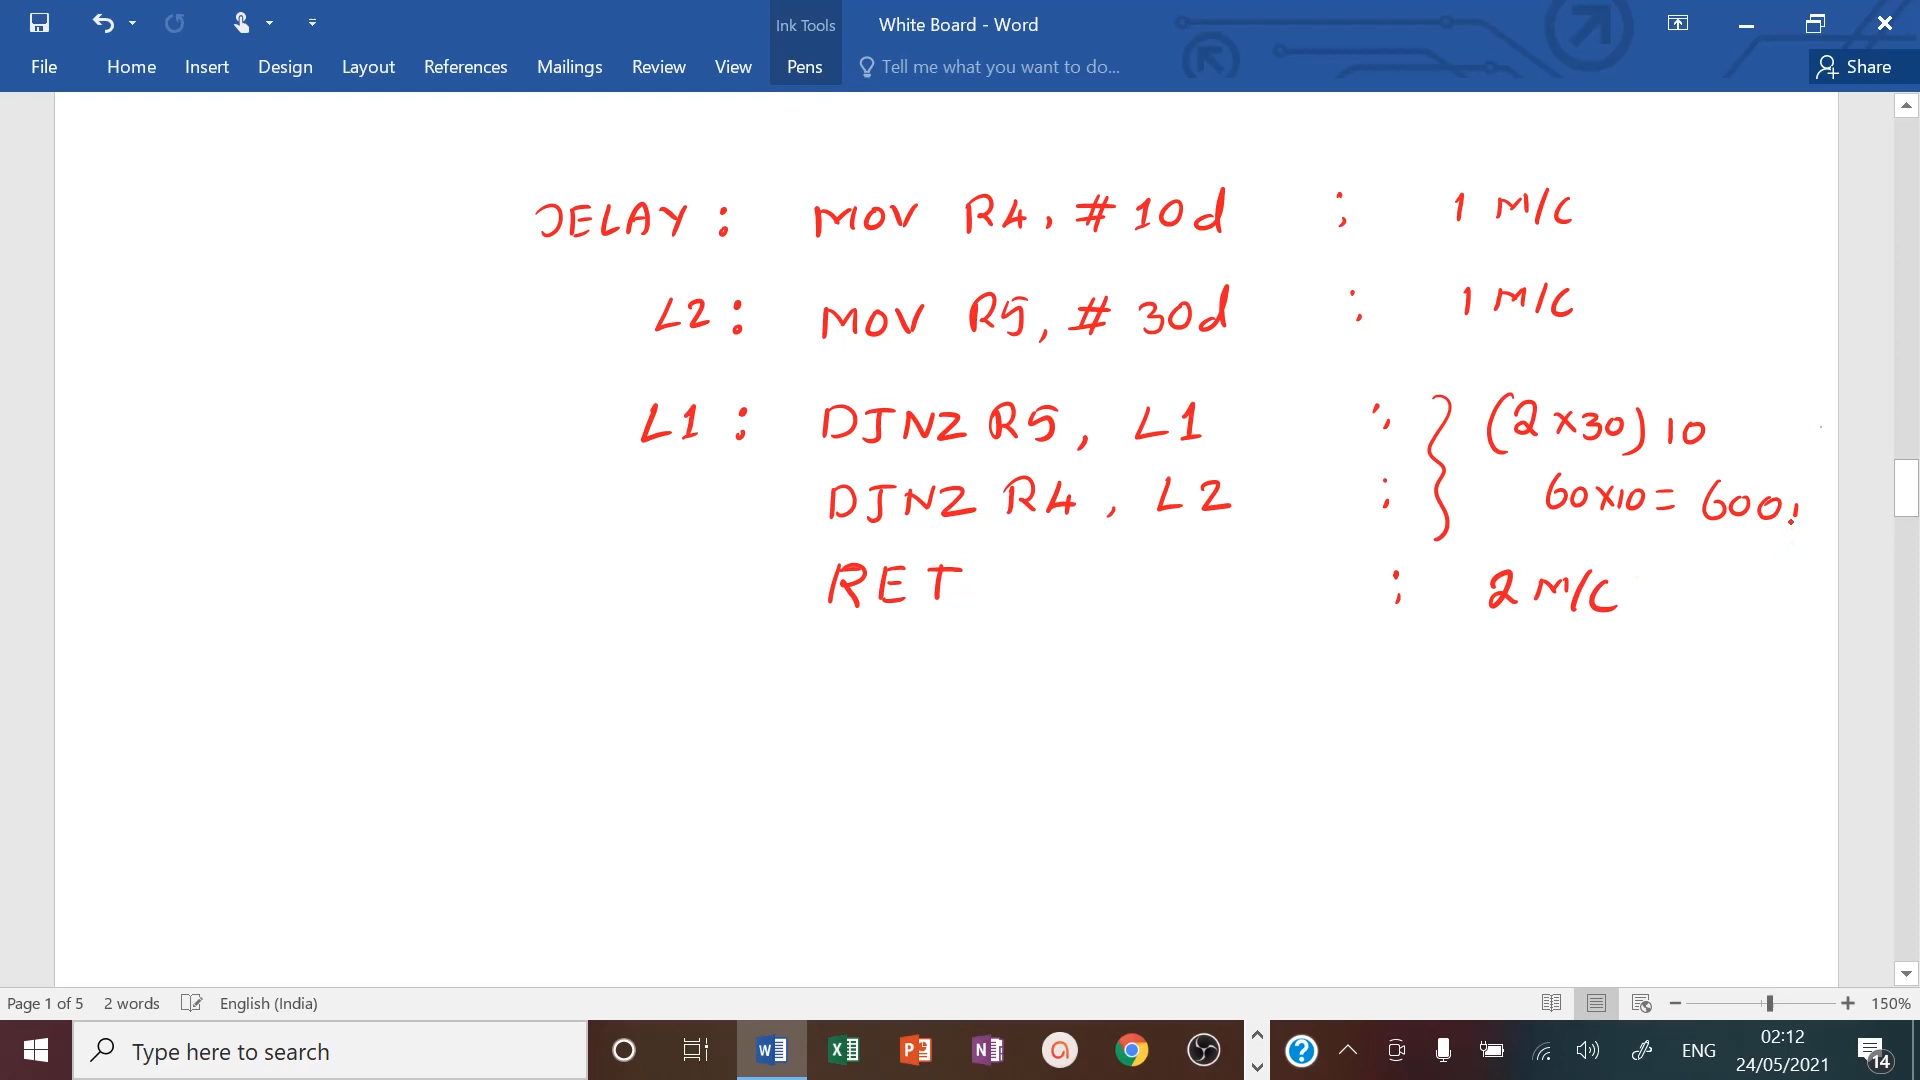 Ink Tools
White Board - Word
File Home Insert Design Layout References Mailings Review View Pens Tell me what you want to do... Share
DELAY : MOV R4, # 10d ; 1 M/C
L2 : MOV R5, # 30d ; 1 M/C
L1 : DJNZ R5, L1 ; (2 x 30) 10
DJNZ R4, L2 ; 60x10 = 600
RET ; 2 M/C
Page 1 of 5 2 words English (India) 150%
Type here to search
ENG
02:12
24/05/2021
14